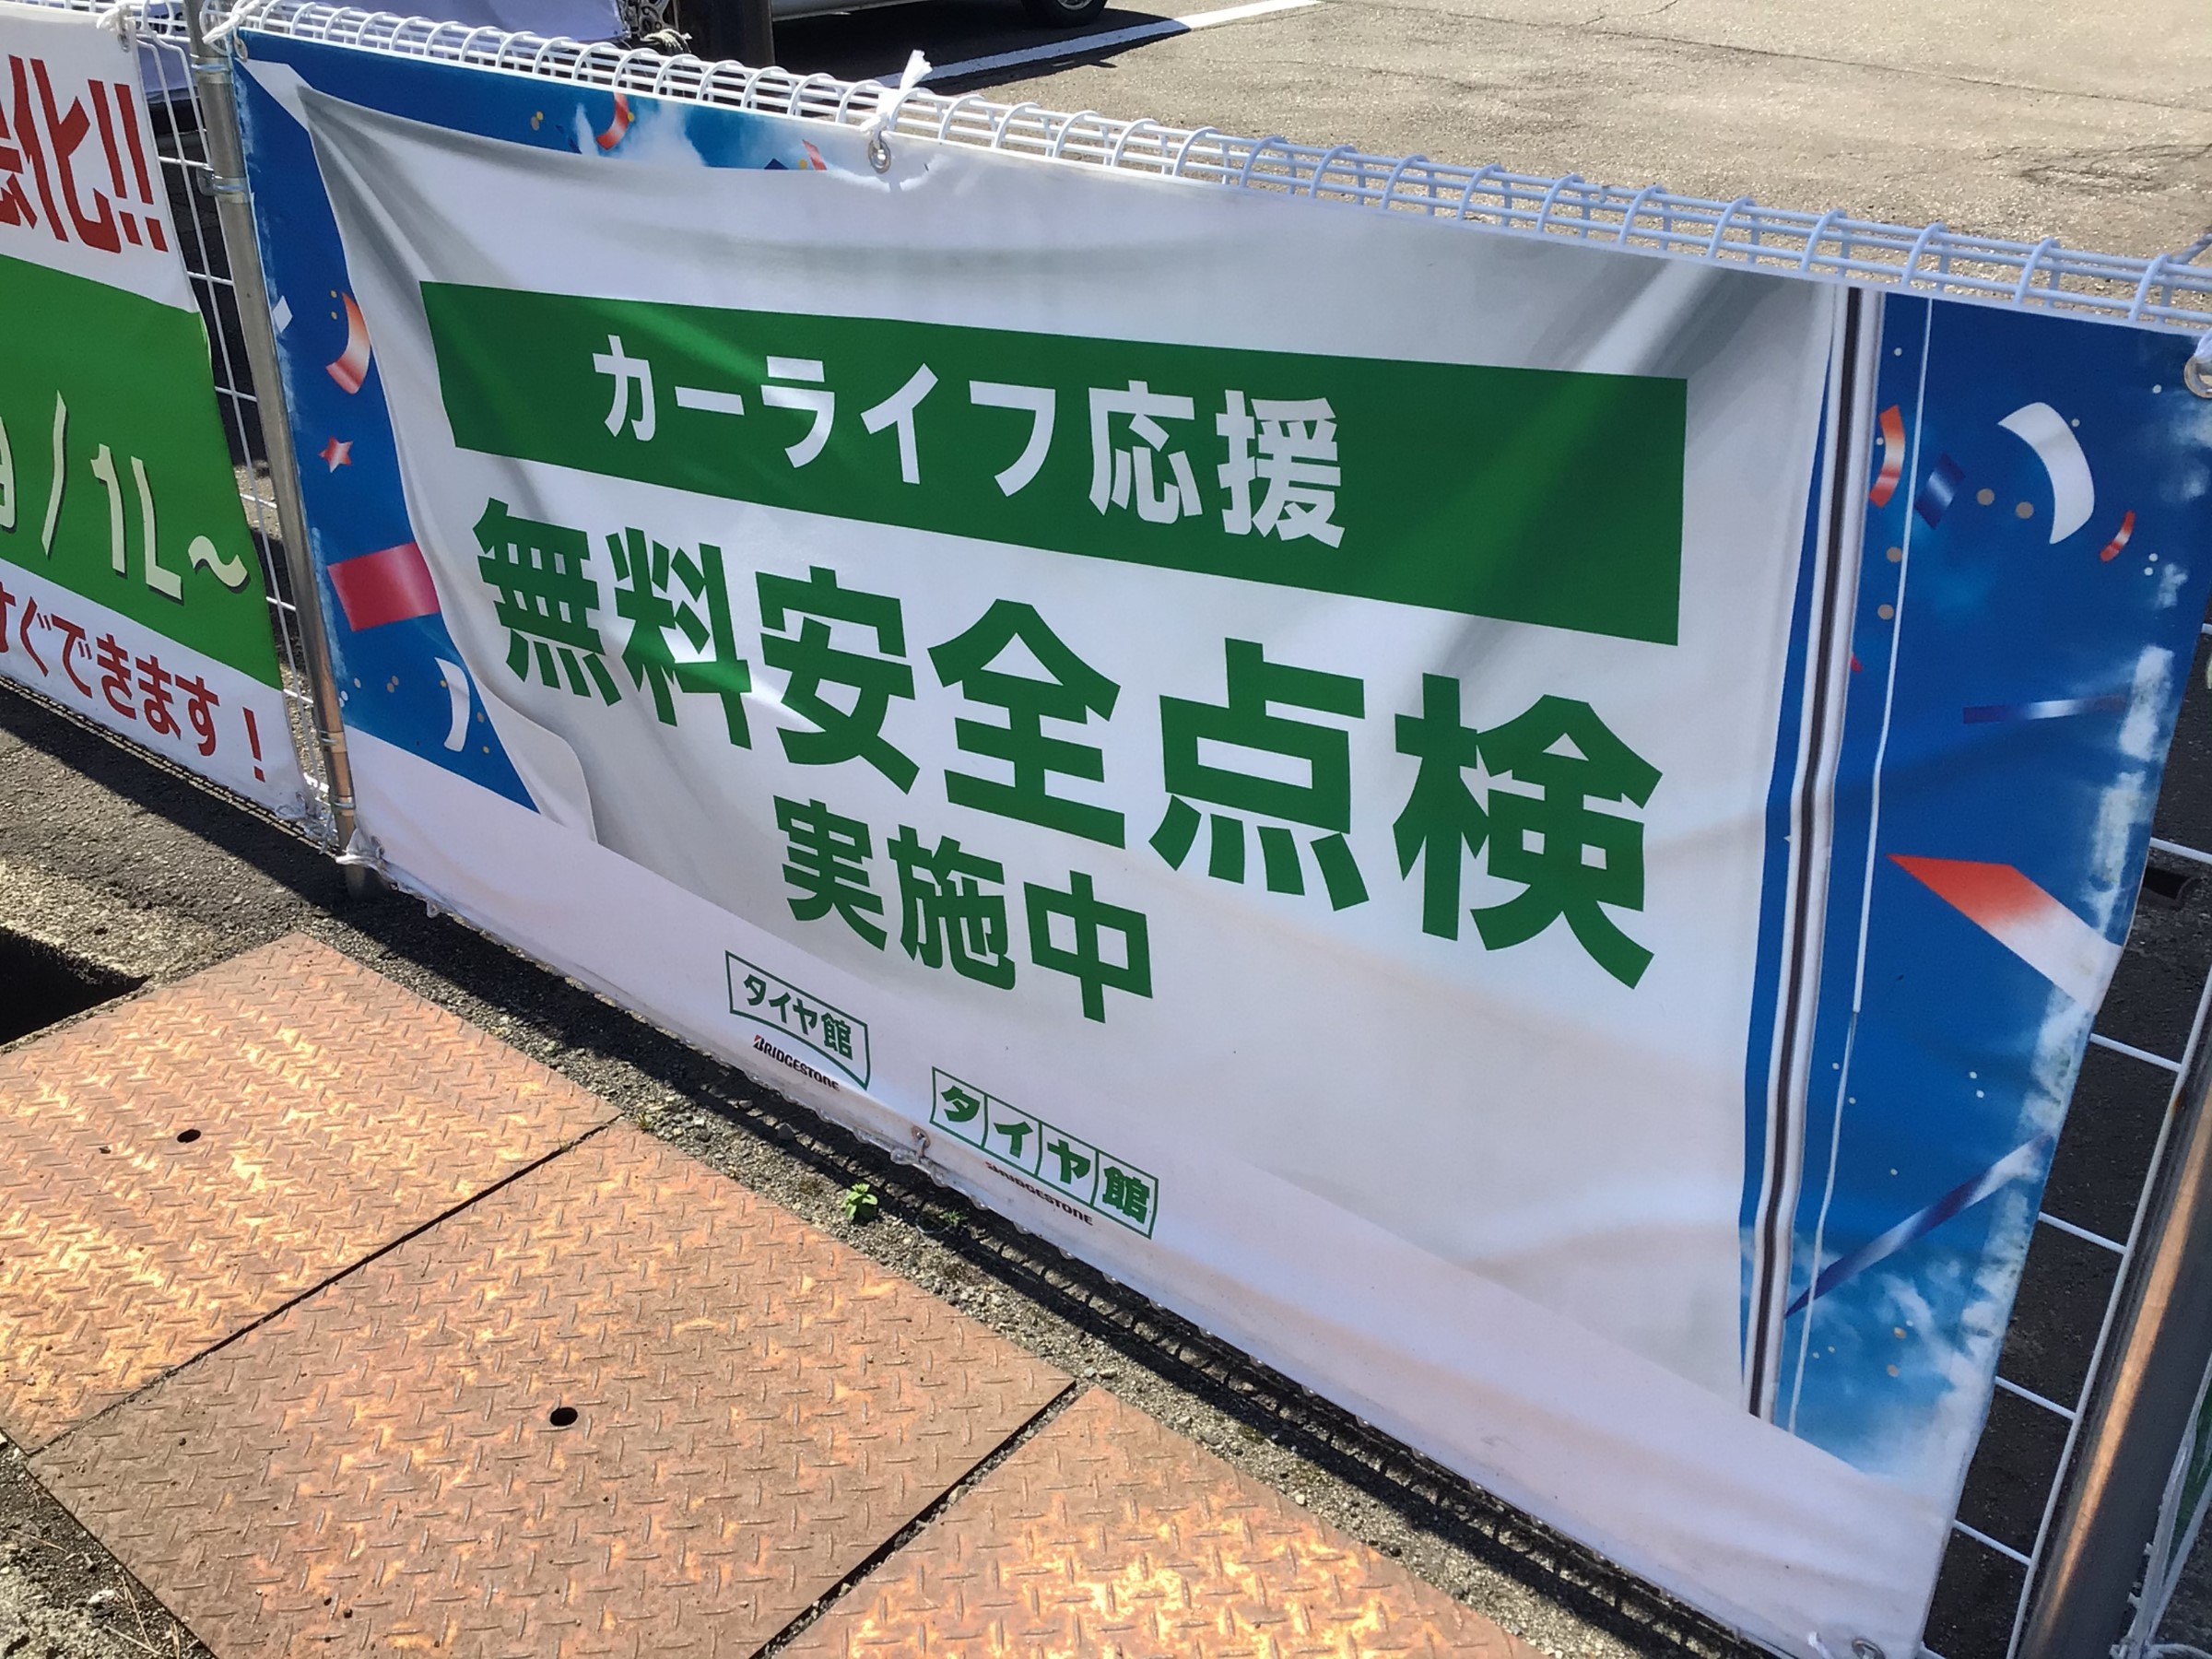 化!!
/1L~
すぐできます!
カーライフ応援
無料安全点検
実施中
タイヤ館
BRIDGESTONE
タイヤ館
BRIDGESTONE